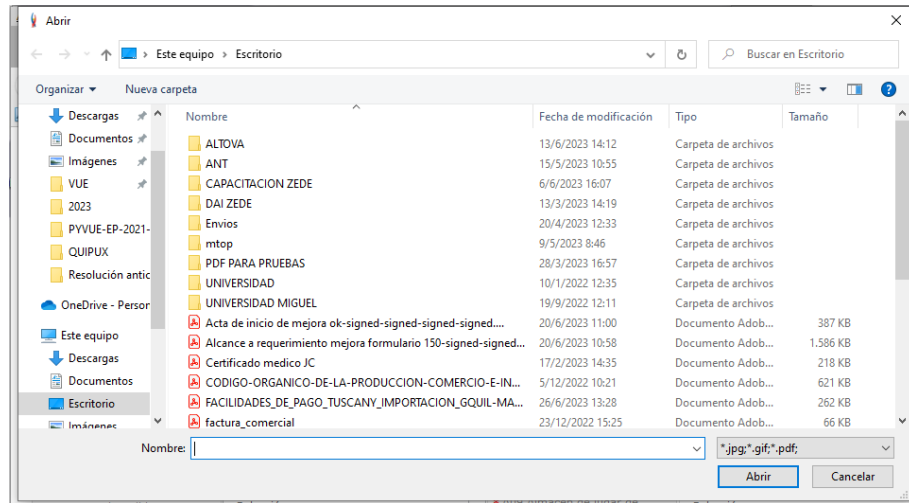 Abrir
Este equipo > Escritorio
Buscar en Escritorio
Organizar
Nueva carpeta
Descargas
Documentos
Imágenes
VUE
2023
PYVUE-EP-2021-
QUIPUX
Resolución antic
OneDrive - Person
Este equipo
Descargas
Documentos
Escritorio
Imágenes
Nombre Fecha de modificación Tipo Tamaño
ALTOVA 13/6/2023 14:12 Carpeta de archivos
ANT 15/5/2023 10:55 Carpeta de archivos
CAPACITACION ZEDE 6/6/2023 16:07 Carpeta de archivos
DAI ZEDE 13/3/2023 14:19 Carpeta de archivos
Envios 20/4/2023 12:33 Carpeta de archivos
mtop 9/5/2023 8:46 Carpeta de archivos
PDF PARA PRUEBAS 28/3/2023 16:57 Carpeta de archivos
UNIVERSIDAD 10/1/2022 12:35 Carpeta de archivos
UNIVERSIDAD MIGUEL 19/9/2022 12:11 Carpeta de archivos
Acta de inicio de mejora ok-signed-signed-signed-signed.... 20/6/2023 11:00 Documento Adob... 387 KB
Alcance a requerimiento mejora formulario 150-signed-signed... 20/6/2023 10:58 Documento Adob... 1.586 KB
Certificado medico JC 17/2/2023 14:35 Documento Adob... 218 KB
CODIGO-ORGANICO-DE-LA-PRODUCCION-COMERCIO-E-IN... 5/12/2022 10:21 Documento Adob... 621 KB
FACILIDADES_DE_PAGO_TUSCANY_IMPORTACION_GQUIL-MA... 26/6/2023 13:28 Documento Adob... 262 KB
factura_comercial 23/12/2022 15:25 Documento Adob... 66 KB
Nombre:
*.jpg;*.gif;*.pdf;
Abrir
Cancelar